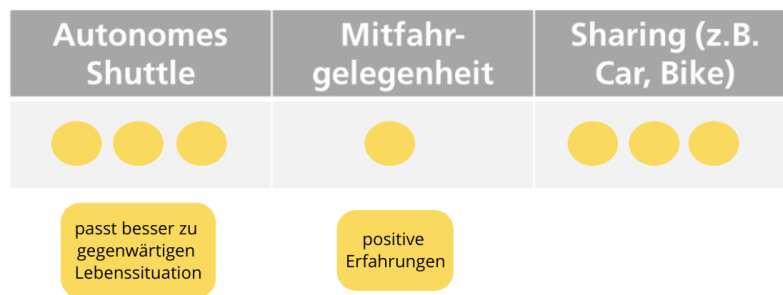 Autonomes
Shuttle
Mitfahr-
gelegenheit
Sharing (z.B.
Car, Bike)
passt besser zu
gegenwärtigen
Lebenssituation
positive
Erfahrungen